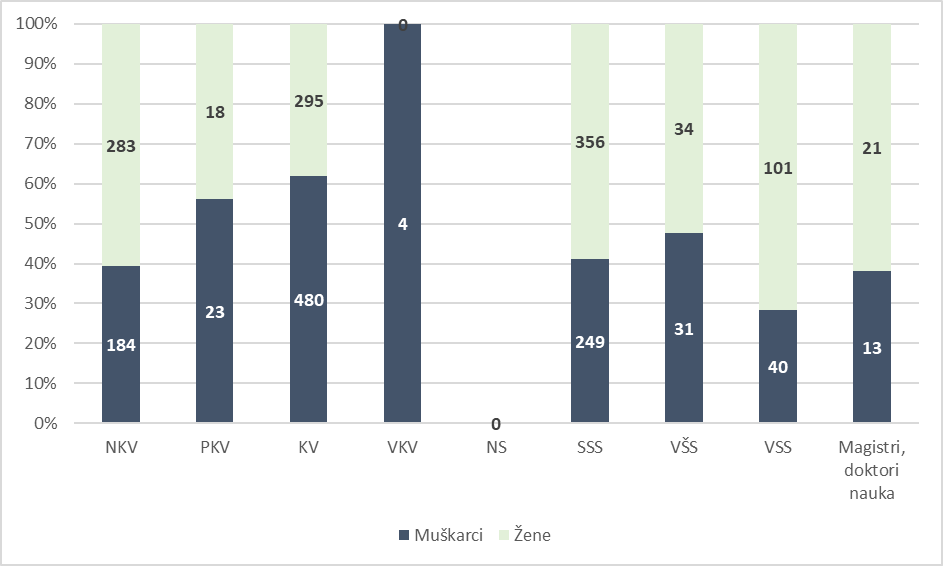 100%
90%
80%
70%
60%
50%
40%
30%
20%
10%
0%
0
283
18
295
356
34
101
21
184
23
480
4
0
249
31
40
13
NKV
PKV
KV
VKV
NS
SSS
VŠS
VSS
Magistri,
doktori
nauka
Muškarci
Žene